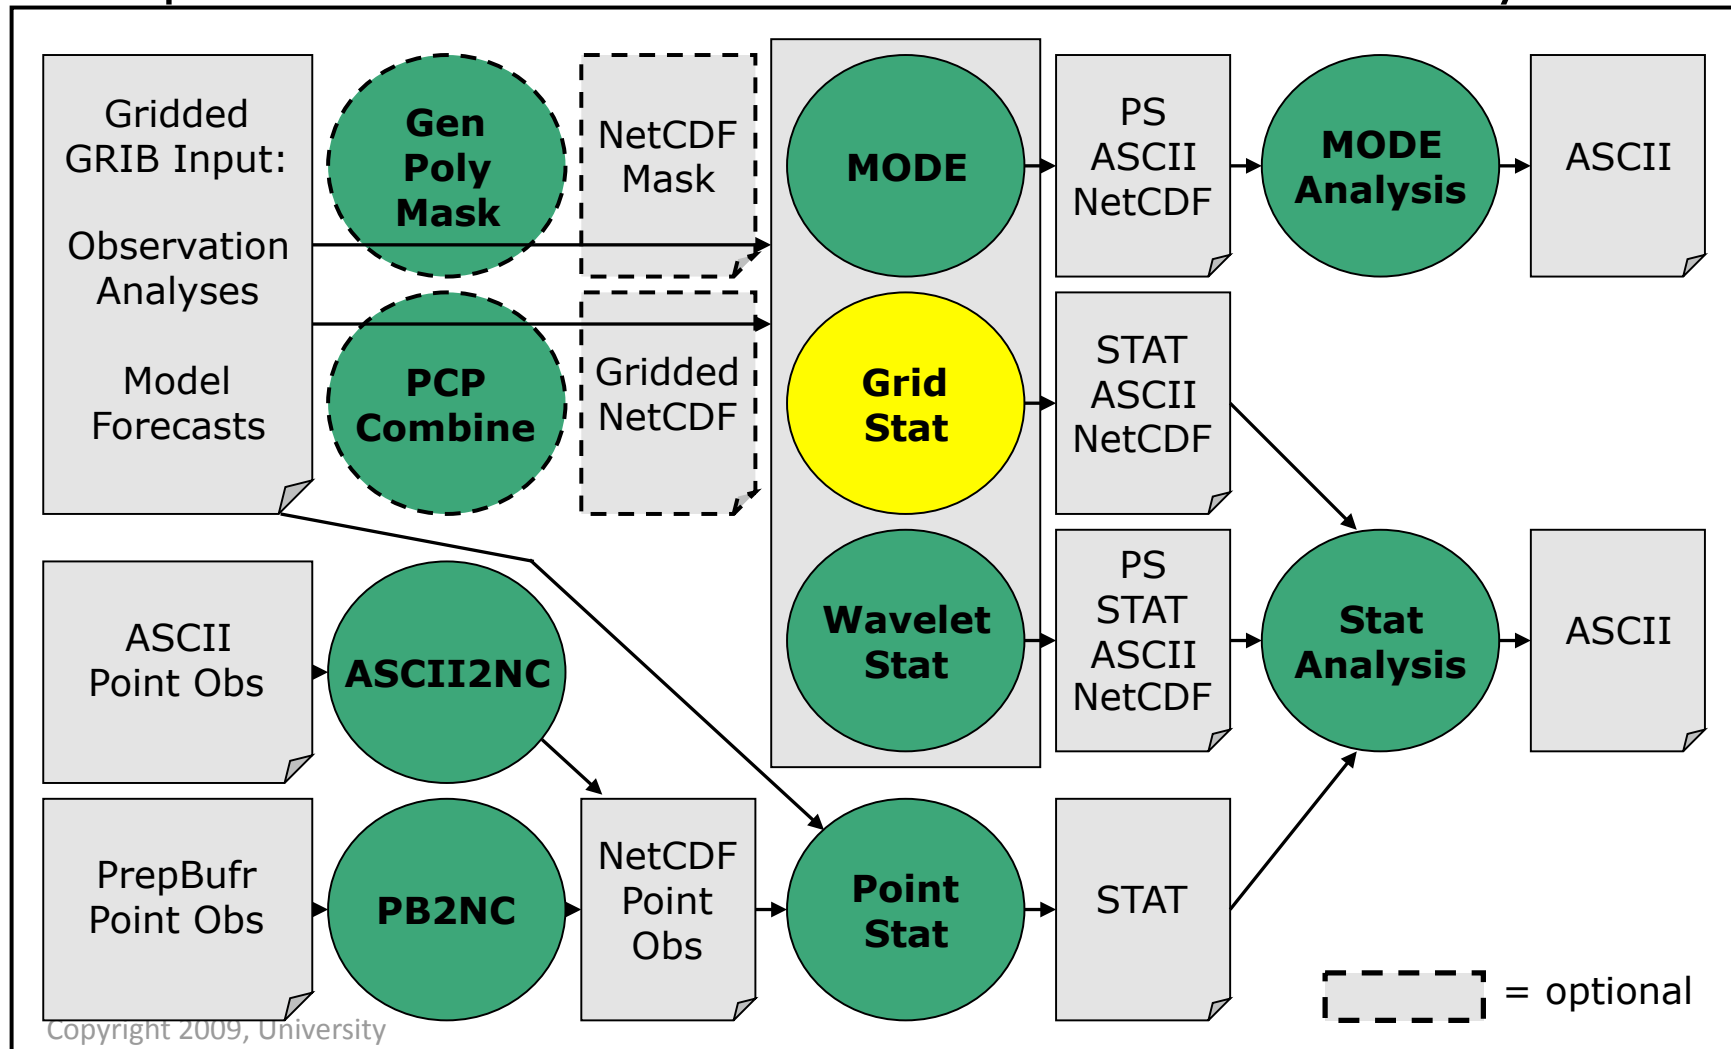 Gridded
GRIB Input:
Observation
Analyses
Model
Forecasts
Gen
Poly
Mask
NetCDF
Mask
MODE
PS
ASCII
NetCDF
MODE
Analysis
ASCII
PCP
Combine
Gridded
NetCDF
Grid
Stat
STAT
ASCII
NetCDF
Wavelet
Stat
PS
STAT
ASCII
NetCDF
Stat
Analysis
ASCII
ASCII
Point Obs
ASCII2NC
PrepBufr
Point Obs
PB2NC
NetCDF
Point
Obs
Point
Stat
STAT
= optional
Copyright 2009, University